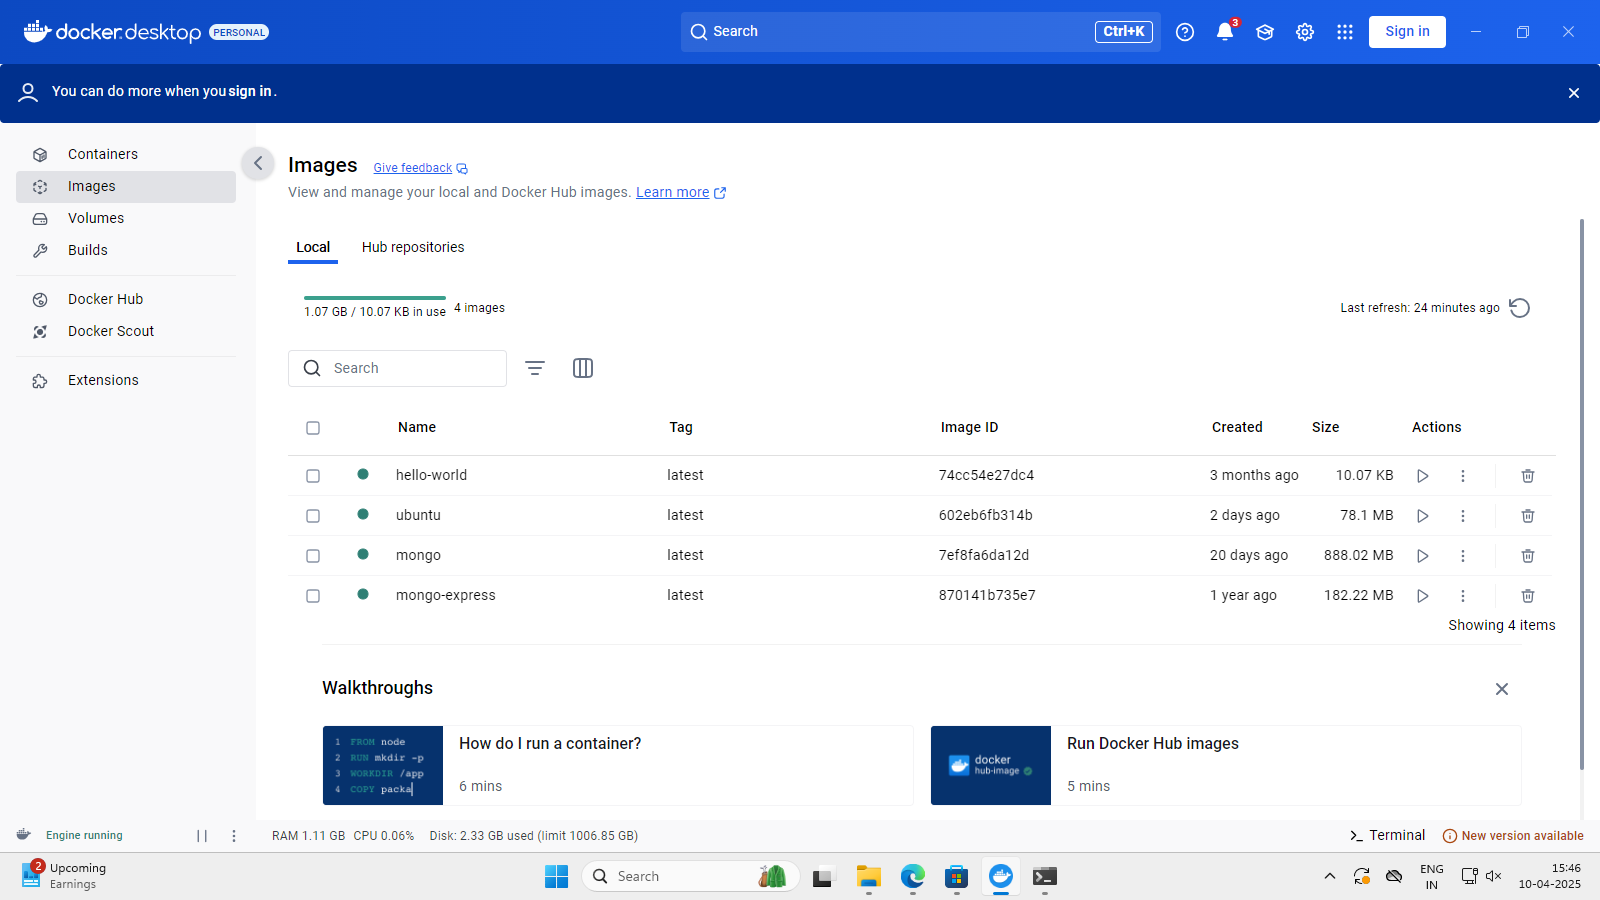 docker desktop PERSONAL
Search Ctrl+K
3
Sign in
You can do more when you sign in.
Containers
Images
Volumes
Builds
Docker Hub
Docker Scout
Extensions
Images Give feedback
View and manage your local and Docker Hub images. Learn more
Local Hub repositories
1.07 GB / 10.07 KB in use 4 images
Last refresh: 24 minutes ago
Search
Name Tag Image ID Created Size Actions
hello-world latest 74cc54e27dc4 3 months ago 10.07 KB
ubuntu latest 602eb6fb314b 2 days ago 78.1 MB
mongo latest 7ef8fa6da12d 20 days ago 888.02 MB
mongo-express latest 870141b735e7 1 year ago 182.22 MB
Showing 4 items
Walkthroughs
1 FROM node
2 RUN mkdir -p
3 WORKDIR /app
4 COPY packa
How do I run a container?
6 mins
docker
hub-image
Run Docker Hub images
5 mins
Engine running
RAM 1.11 GB CPU 0.06% Disk: 2.33 GB used (limit 1006.85 GB)
Terminal
New version available
2
Upcoming
Earnings
Search
ENG
IN
15:46
10-04-2025